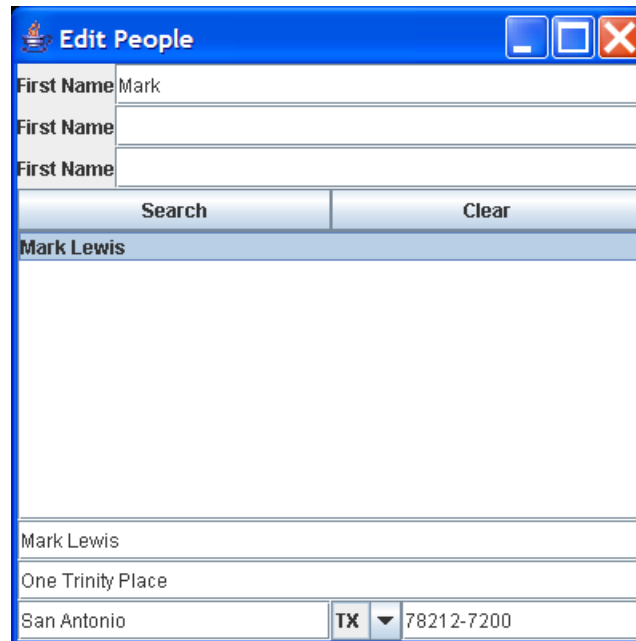 Edit People
First Name Mark
First Name
First Name
Search Clear
Mark Lewis
Mark Lewis
One Trinity Place
San Antonio TX 78212-7200